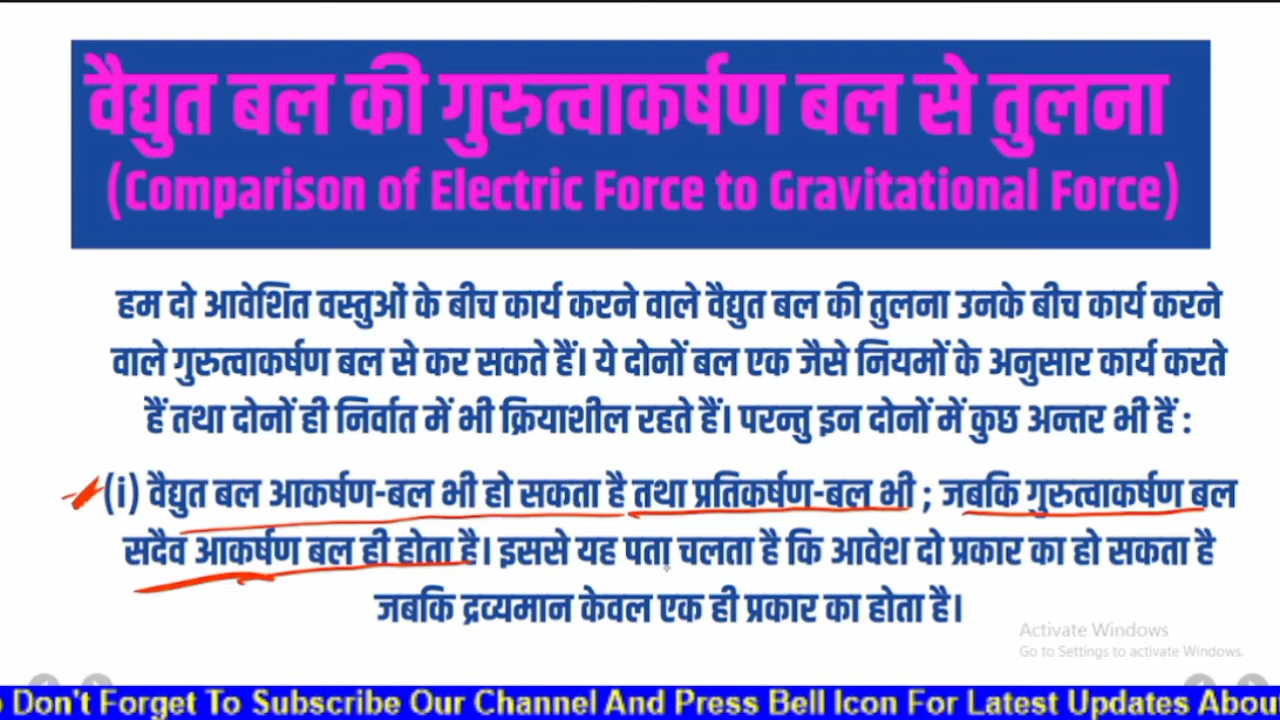 वैद्युत बल की गुरुत्वाकर्षण बल से तुलना
(Comparison of Electric Force to Gravitational Force)
हम दो आवेशित वस्तुओं के बीच कार्य करने वाले वैद्युत बल की तुलना उनके बीच कार्य करने
वाले गुरुत्वाकर्षण बल से कर सकते हैं। ये दोनों बल एक जैसे नियमों के अनुसार कार्य करते
हैं तथा दोनों ही निर्वात में भी क्रियाशील रहते हैं। परन्तु इन दोनों में कुछ अन्तर भी हैं :
(i) वैद्युत बल आकर्षण-बल भी हो सकता है तथा प्रतिकर्षण-बल भी ; जबकि गुरुत्वाकर्षण बल
सदैव आकर्षण बल ही होता है। इससे यह पता चलता है कि आवेश दो प्रकार का हो सकता है
जबकि द्रव्यमान केवल एक ही प्रकार का होता है।
Activate Windows
Go to Settings to activate Windows.
Don't Forget To Subscribe Our Channel And Press Bell Icon For Latest Updates